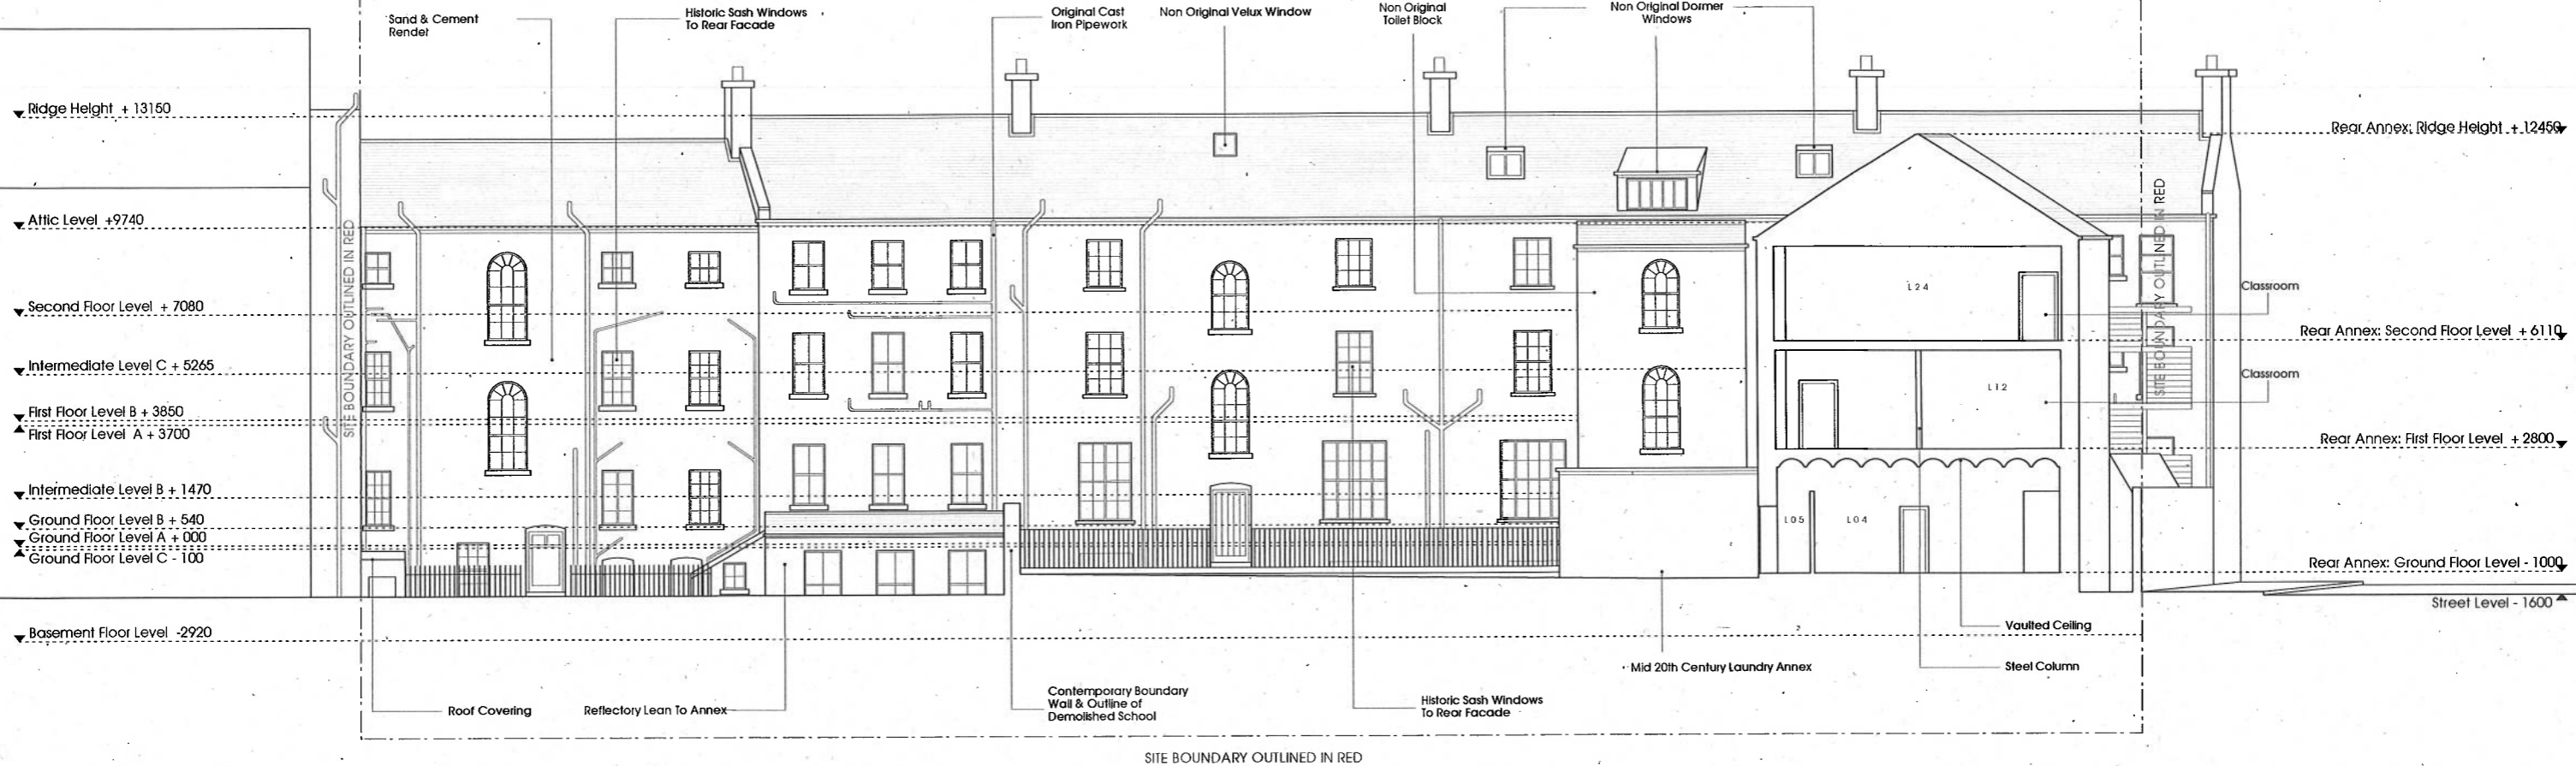 Sand & Cement
Render
Historic Sash Windows
To Rear Facade
Original Cast
Iron Pipework
Non Original Velux Window
Non Original
Toilet Block
Non Original Dormer
Windows
Ridge Height + 13150
Attic Level +9740
Second Floor Level + 7080
Intermediate Level C + 5265
First Floor Level B + 3850
First Floor Level A + 3700
Intermediate Level B + 1470
Ground Floor Level B + 540
Ground Floor Level A + 000
Ground Floor Level C - 100
Basement Floor Level -2920
SITE BOUNDARY OUTLINED IN RED
SITE BOUNDARY OUTLINED IN RED
Rear Annex: Ridge Height + 12450
Classroom
Rear Annex: Second Floor Level + 6110
Classroom
Rear Annex: First Floor Level + 2800
Rear Annex: Ground Floor Level - 1000
Street Level - 1600
L24
L12
L05
L04
Vaulted Ceiling
Steel Column
Mid 20th Century Laundry Annex
Roof Covering
Reflectory Lean To Annex
Contemporary Boundary
Wall & Outline of
Demolished School
Historic Sash Windows
To Rear Facade
SITE BOUNDARY OUTLINED IN RED